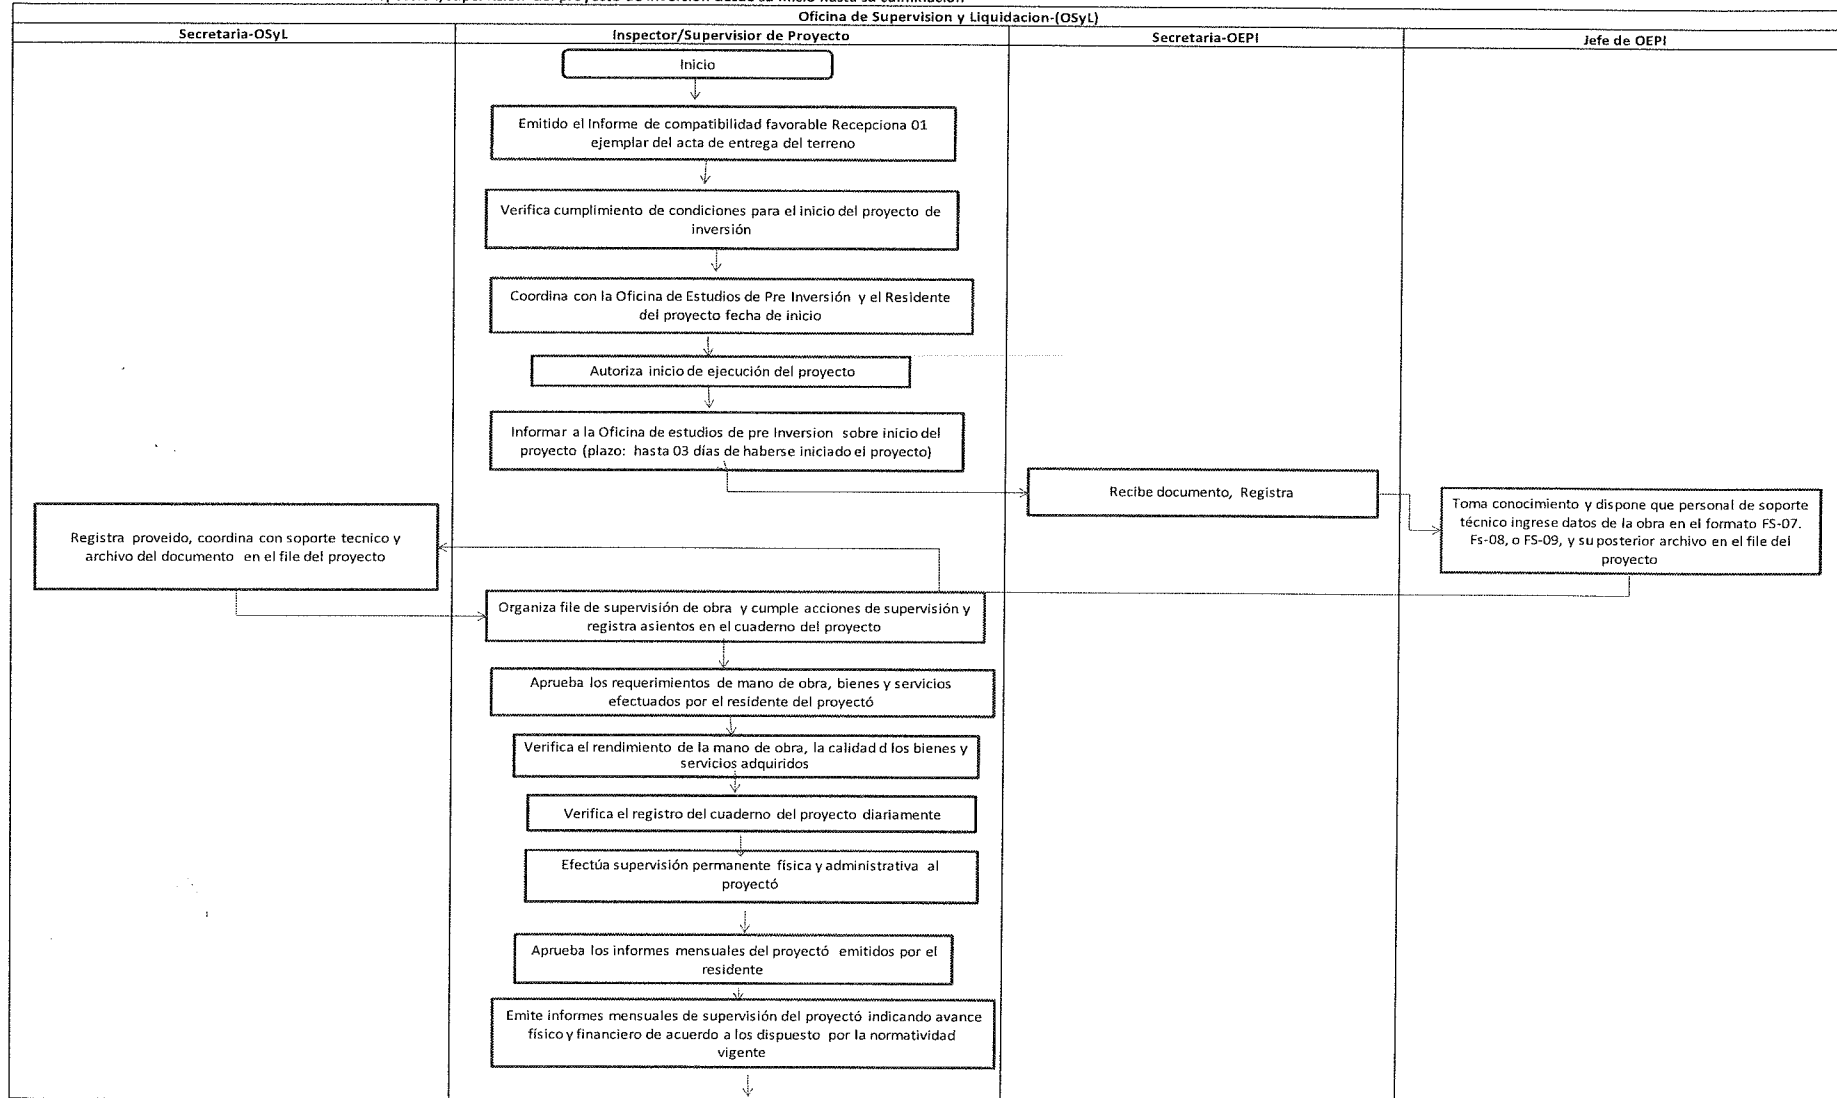 Oficina de Supervision y Liquidacion-(OSyL)
Secretaria-OSyL
Inspector/Supervisior de Proyecto
Secretaria-OEPI
Jefe de OEPI
Inicio
Emitido el Informe de compatibilidad favorable Recepciona 01
ejemplar del acta de entrega del terreno
Verifica cumplimiento de condiciones para el inicio del proyecto de
inversión
Coordina con la Oficina de Estudios de Pre Inversión y el Residente
del proyecto fecha de inicio
Autoriza inicio de ejecución del proyecto
Informar a la Oficina de estudios de pre Inversion sobre inicio del
proyecto (plazo: hasta 03 días de haberse iniciado el proyecto)
Recibe documento, Registra
Toma conocimiento y dispone que personal de soporte
técnico ingrese datos de la obra en el formato FS-07.
Fs-08, o FS-09, y su posterior archivo en el file del
proyecto
Registra proveido, coordina con soporte tecnico y
archivo del documento en el file del proyecto
Organiza file de supervisión de obra y cumple acciones de supervisión y
registra asientos en el cuaderno del proyecto
Aprueba los requerimientos de mano de obra, bienes y servicios
efectuados por el residente del proyectó
Verifica el rendimiento de la mano de obra, la calidad d los bienes y
servicios adquiridos
Verifica el registro del cuaderno del proyecto diariamente
Efectúa supervisión permanente física y administrativa al
proyectó
Aprueba los informes mensuales del proyectó emitidos por el
residente
Emite informes mensuales de supervisión del proyectó indicando avance
físico y financiero de acuerdo a los dispuesto por la normatividad
vigente